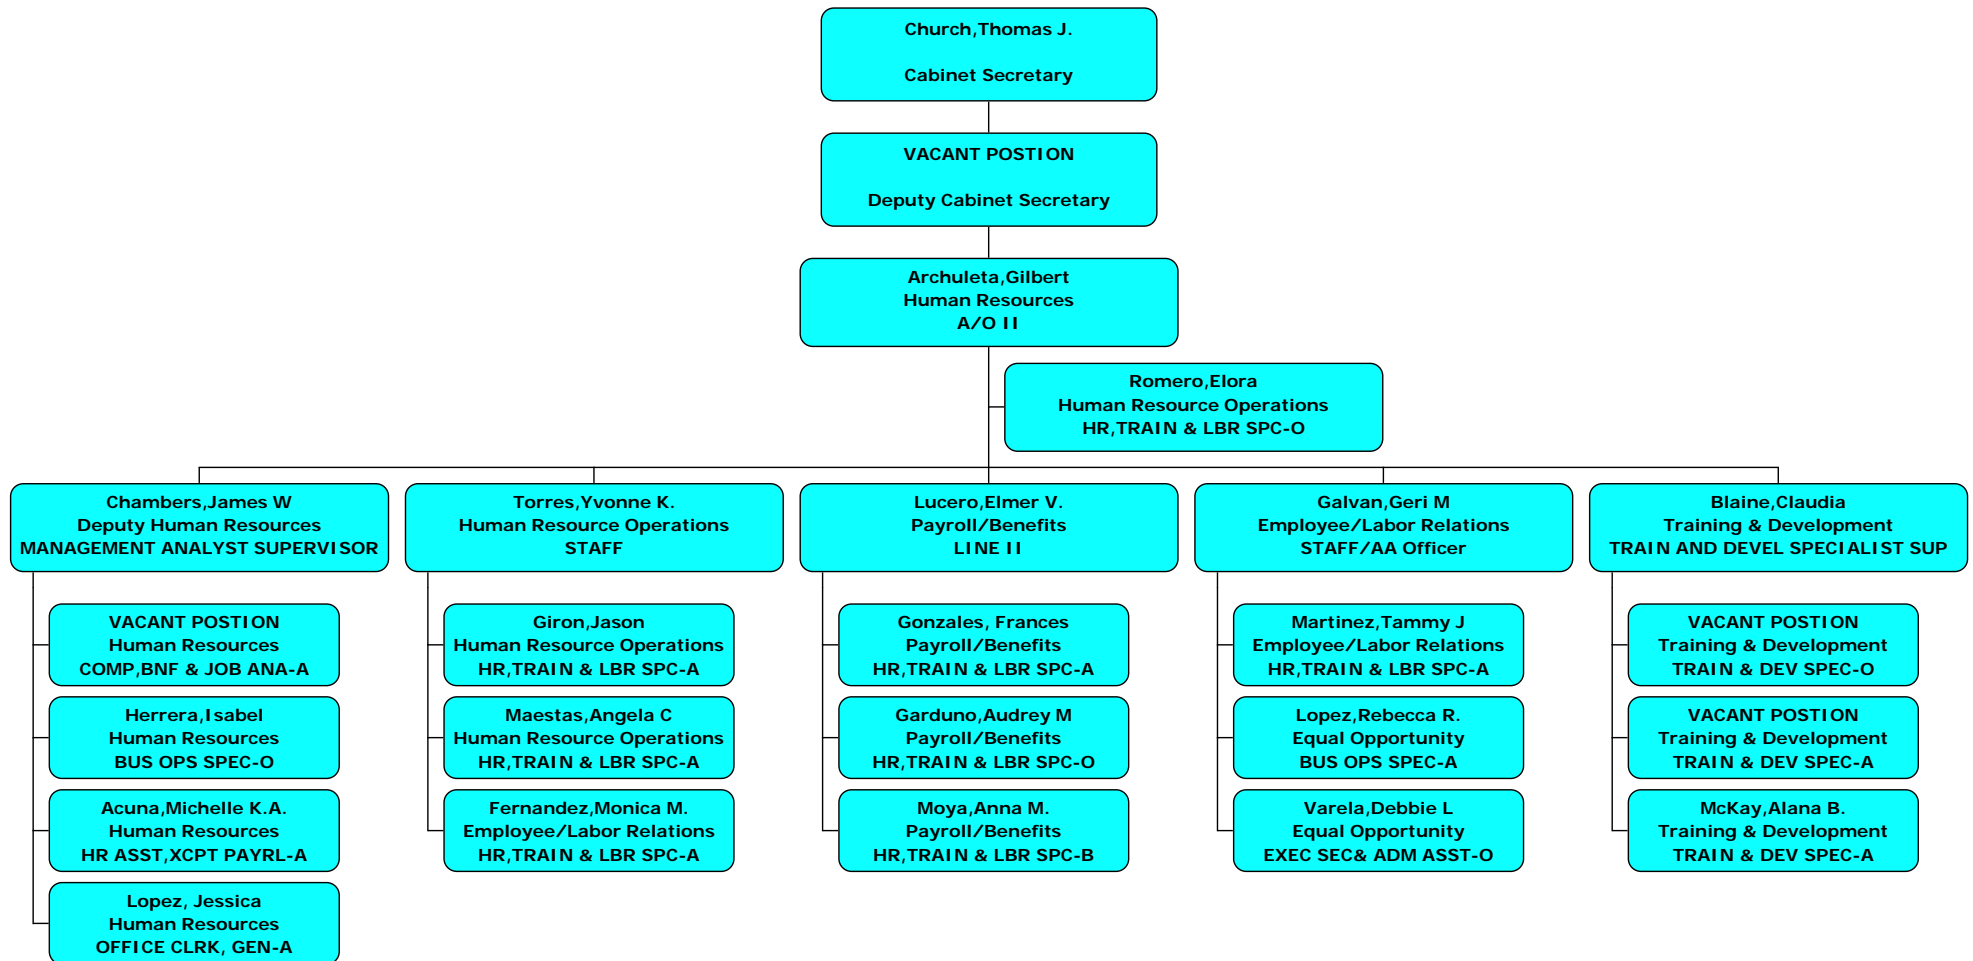 Church,Thomas J.
Cabinet Secretary
VACANT POSTION
Deputy Cabinet Secretary
Archuleta,Gilbert
Human Resources
A/O II
Romero,Elora
Human Resource Operations
HR,TRAIN & LBR SPC-O
Chambers,James W
Deputy Human Resources
MANAGEMENT ANALYST SUPERVISOR
VACANT POSTION
Human Resources
COMP,BNF & JOB ANA-A
Herrera,Isabel
Human Resources
BUS OPS SPEC-O
Acuna,Michelle K.A.
Human Resources
HR ASST,XCPT PAYRL-A
Lopez, Jessica
Human Resources
OFFICE CLRK, GEN-A
Torres,Yvonne K.
Human Resource Operations
STAFF
Giron,Jason
Human Resource Operations
HR,TRAIN & LBR SPC-A
Maestas,Angela C
Human Resource Operations
HR,TRAIN & LBR SPC-A
Fernandez,Monica M.
Employee/Labor Relations
HR,TRAIN & LBR SPC-A
Lucero,Elmer V.
Payroll/Benefits
LINE II
Gonzales, Frances
Payroll/Benefits
HR,TRAIN & LBR SPC-A
Garduno,Audrey M
Payroll/Benefits
HR,TRAIN & LBR SPC-O
Moya,Anna M.
Payroll/Benefits
HR,TRAIN & LBR SPC-B
Galvan,Geri M
Employee/Labor Relations
STAFF/AA Officer
Martinez,Tammy J
Employee/Labor Relations
HR,TRAIN & LBR SPC-A
Lopez,Rebecca R.
Equal Opportunity
BUS OPS SPEC-A
Varela,Debbie L
Equal Opportunity
EXEC SEC& ADM ASST-O
Blaine,Claudia
Training & Development
TRAIN AND DEVEL SPECIALIST SUP
VACANT POSTION
Training & Development
TRAIN & DEV SPEC-O
VACANT POSTION
Training & Development
TRAIN & DEV SPEC-A
McKay,Alana B.
Training & Development
TRAIN & DEV SPEC-A